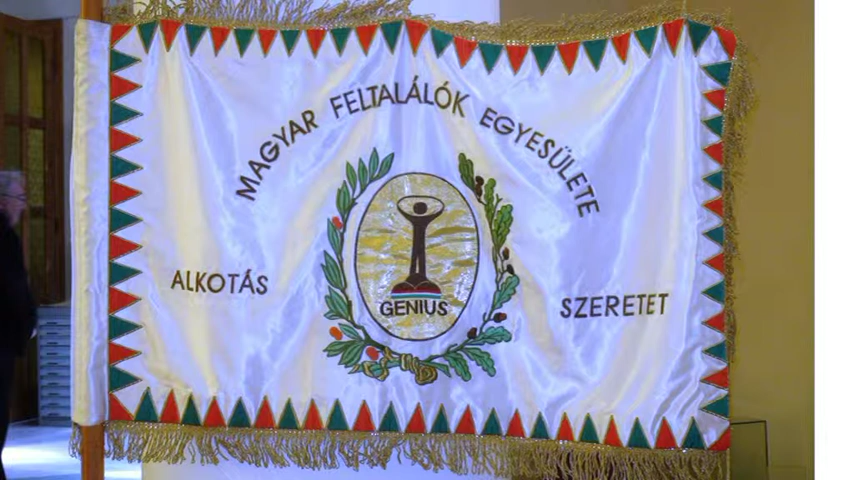 MAGYAR FELTALÁLÓK EGYESÜLETE
ALKOTÁS
SZERETET
GENIUS